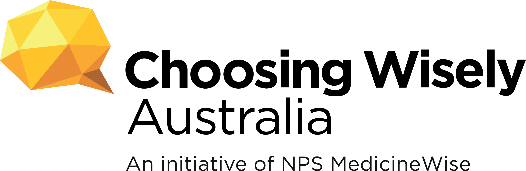 Choosing Wisely
Australia
An initiative of NPS MedicineWise